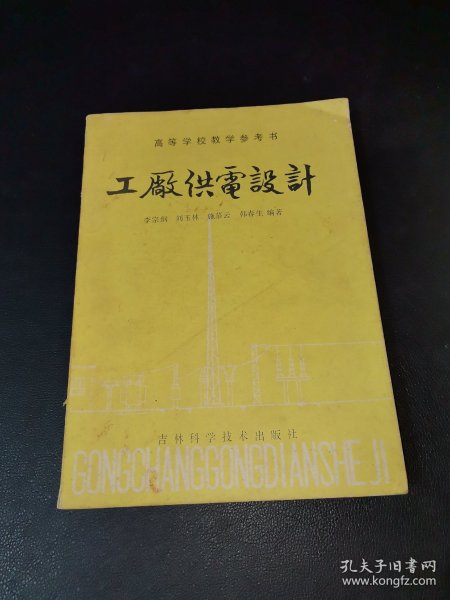 高等学校教学参考书
工廠供電設計
李宗纲 刘玉林 施慕云 韩春生 编著
吉林科学技术出版社
GONGCHANGGONGDIANSHEJI
孔夫子旧书网
www.kongfz.com